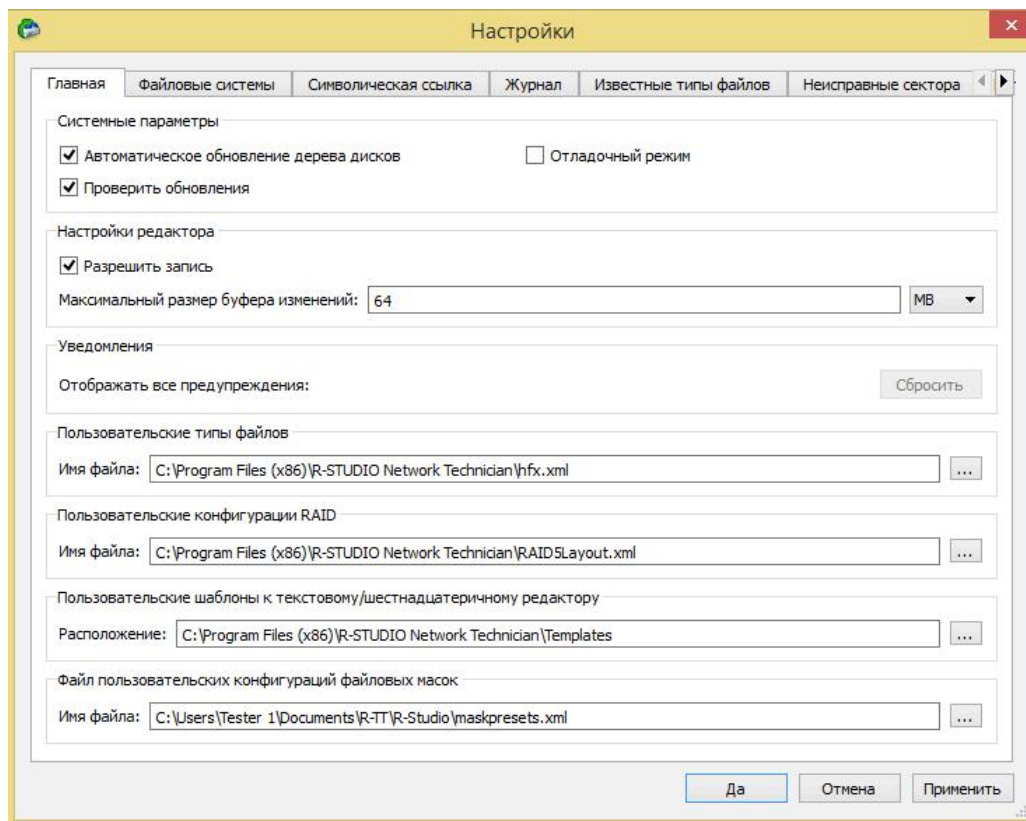 Настройки
Главная Файловые системы Символическая ссылка Журнал Известные типы файлов Неисправные сектора
Системные параметры
Автоматическое обновление дерева дисков Отладочный режим
Проверить обновления
Настройки редактора
Разрешить запись
Максимальный размер буфера изменений: 64 MB
Уведомления
Отображать все предупреждения: Сбросить
Пользовательские типы файлов
Имя файла: C:\Program Files (x86)\R-STUDIO Network Technician\hfx.xml ...
Пользовательские конфигурации RAID
Имя файла: C:\Program Files (x86)\R-STUDIO Network Technician\RAID5Layout.xml ...
Пользовательские шаблоны к текстовому/шестнадцатеричному редактору
Расположение: C:\Program Files (x86)\R-STUDIO Network Technician\Templates ...
Файл пользовательских конфигураций файловых масок
Имя файла: C:\Users\Tester 1\Documents\R-TT\R-Studio\maskpresets.xml ...
Да Отмена Применить